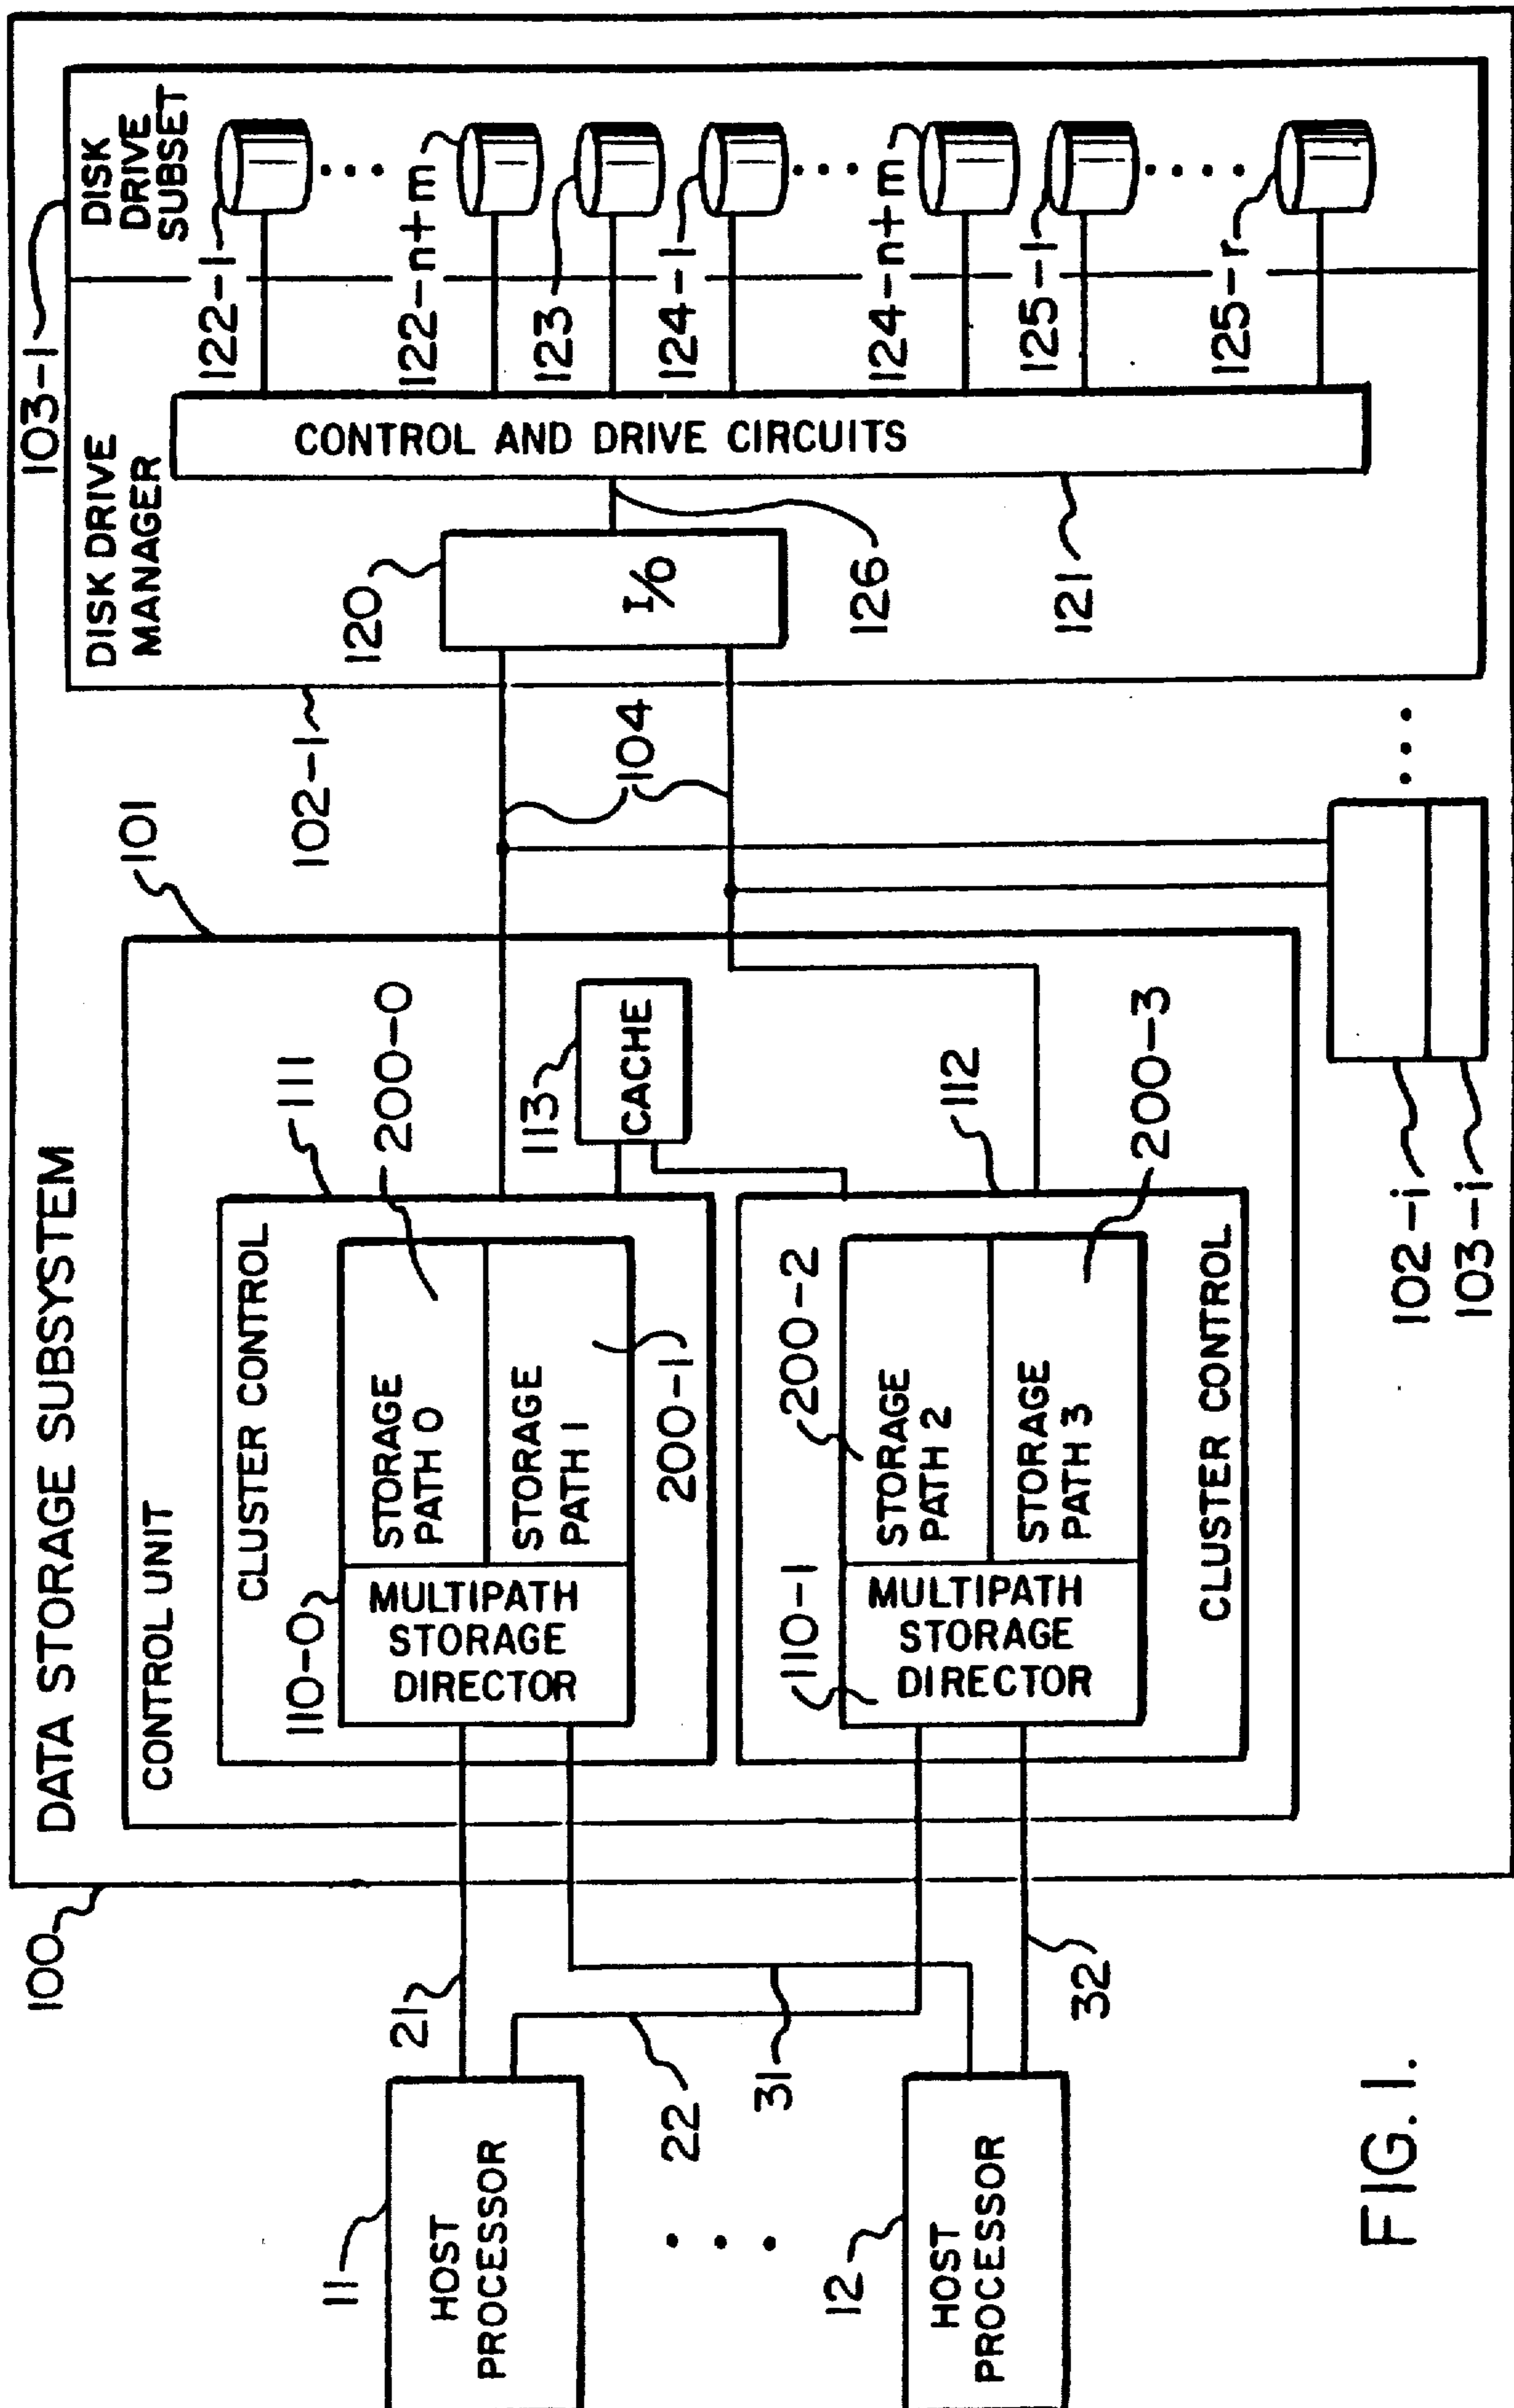 DATA STORAGE SUBSYSTEM
100
CONTROL UNIT
101
CLUSTER CONTROL
111
110-0
MULTIPATH
STORAGE
DIRECTOR
STORAGE
PATH 0
200-0
STORAGE
PATH 1
200-1
113
CACHE
110-1
MULTIPATH
STORAGE
DIRECTOR
STORAGE
PATH 2
200-2
STORAGE
PATH 3
200-3
112
CLUSTER CONTROL
11
HOST
PROCESSOR
12
HOST
PROCESSOR
21
22
31
32
104
102-1
103-1
DISK DRIVE
MANAGER
DISK
DRIVE
SUBSET
120
I/O
126
121
CONTROL AND DRIVE CIRCUITS
122-1
122-n+m
123
124-1
124-n+m
125-1
125-r
102-i
103-i
FIG. 1.